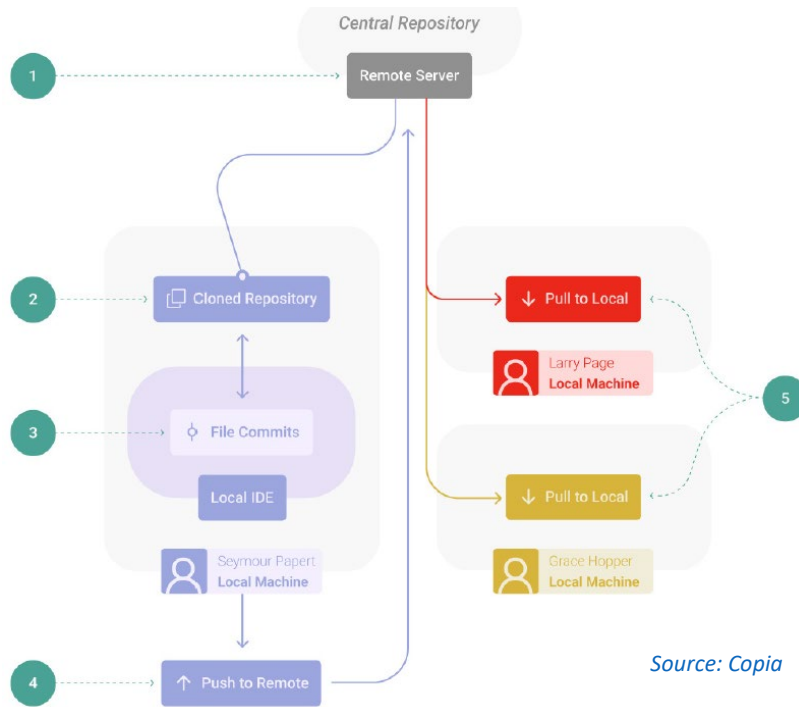 Central Repository
1
Remote Server
2
Cloned Repository
Pull to Local
Larry Page
Local Machine
5
3
File Commits
Local IDE
Pull to Local
Seymour Papert
Local Machine
Grace Hopper
Local Machine
4
Push to Remote
Source: Copia